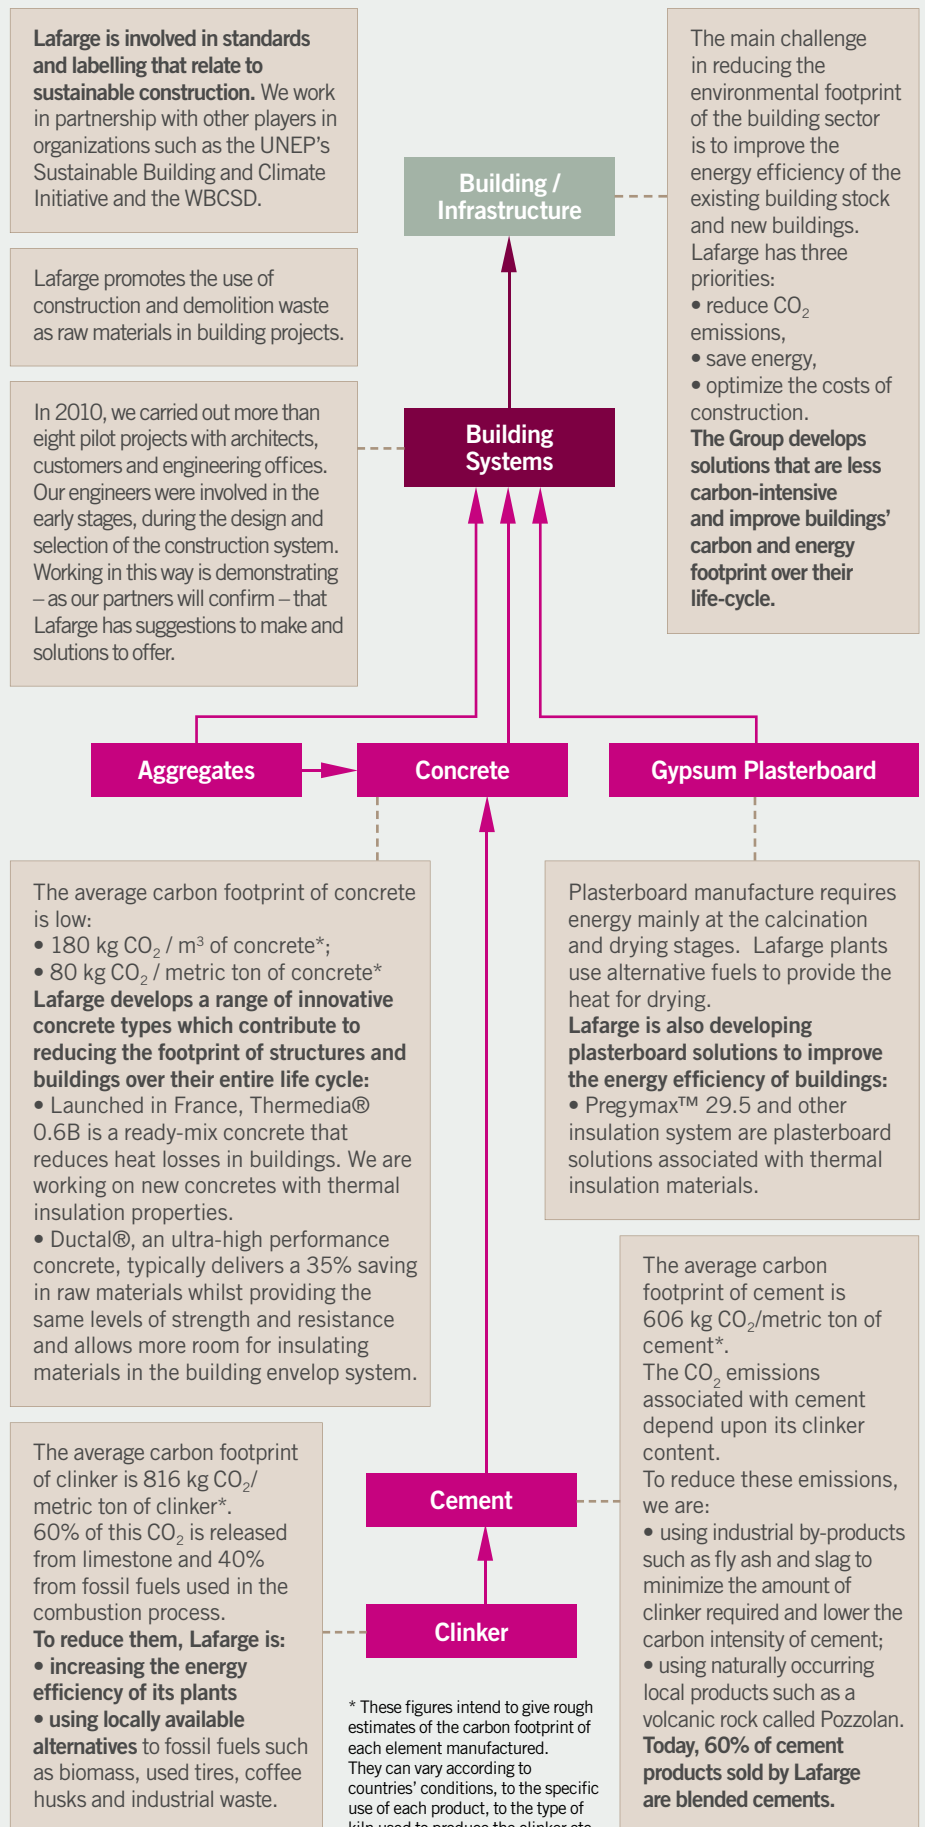 Lafarge is involved in standards
and labelling that relate to
sustainable construction. We work
in partnership with other players in
organizations such as the UNEP's
Sustainable Building and Climate
Initiative and the WBCSD.
Lafarge promotes the use of
construction and demolition waste
as raw materials in building projects.
In 2010, we carried out more than
eight pilot projects with architects,
customers and engineering offices.
Our engineers were involved in the
early stages, during the design and
selection of the construction system.
Working in this way is demonstrating
– as our partners will confirm – that
Lafarge has suggestions to make and
solutions to offer.
Building /
Infrastructure
The main challenge
in reducing the
environmental footprint
of the building sector
is to improve the
energy efficiency of the
existing building stock
and new buildings.
Lafarge has three
priorities:
• reduce CO₂
emissions,
• save energy,
• optimize the costs of
construction.
The Group develops
solutions that are less
carbon-intensive
and improve buildings'
carbon and energy
footprint over their
life-cycle.
Building
Systems
Aggregates
Concrete
Gypsum Plasterboard
The average carbon footprint of concrete
is low:
• 180 kg CO₂ / m³ of concrete*;
• 80 kg CO₂ / metric ton of concrete*
Lafarge develops a range of innovative
concrete types which contribute to
reducing the footprint of structures and
buildings over their entire life cycle:
• Launched in France, Thermedia®
0.6B is a ready-mix concrete that
reduces heat losses in buildings. We are
working on new concretes with thermal
insulation properties.
• Ductal®, an ultra-high performance
concrete, typically delivers a 35% saving
in raw materials whilst providing the
same levels of strength and resistance
and allows more room for insulating
materials in the building envelop system.
Plasterboard manufacture requires
energy mainly at the calcination
and drying stages. Lafarge plants
use alternative fuels to provide the
heat for drying.
Lafarge is also developing
plasterboard solutions to improve
the energy efficiency of buildings:
• Pregymax™ 29.5 and other
insulation system are plasterboard
solutions associated with thermal
insulation materials.
The average carbon
footprint of cement is
606 kg CO₂/metric ton of
cement*.
The CO₂ emissions
associated with cement
depend upon its clinker
content.
To reduce these emissions,
we are:
• using industrial by-products
such as fly ash and slag to
minimize the amount of
clinker required and lower the
carbon intensity of cement;
• using naturally occurring
local products such as a
volcanic rock called Pozzolan.
Today, 60% of cement
products sold by Lafarge
are blended cements.
Cement
Clinker
The average carbon footprint
of clinker is 816 kg CO₂/
metric ton of clinker*.
60% of this CO₂ is released
from limestone and 40%
from fossil fuels used in the
combustion process.
To reduce them, Lafarge is:
• increasing the energy
efficiency of its plants
• using locally available
alternatives to fossil fuels such
as biomass, used tires, coffee
husks and industrial waste.
* These figures intend to give rough
estimates of the carbon footprint of
each element manufactured.
They can vary according to
countries' conditions, to the specific
use of each product, to the type of
kiln used to produce the clinker etc.